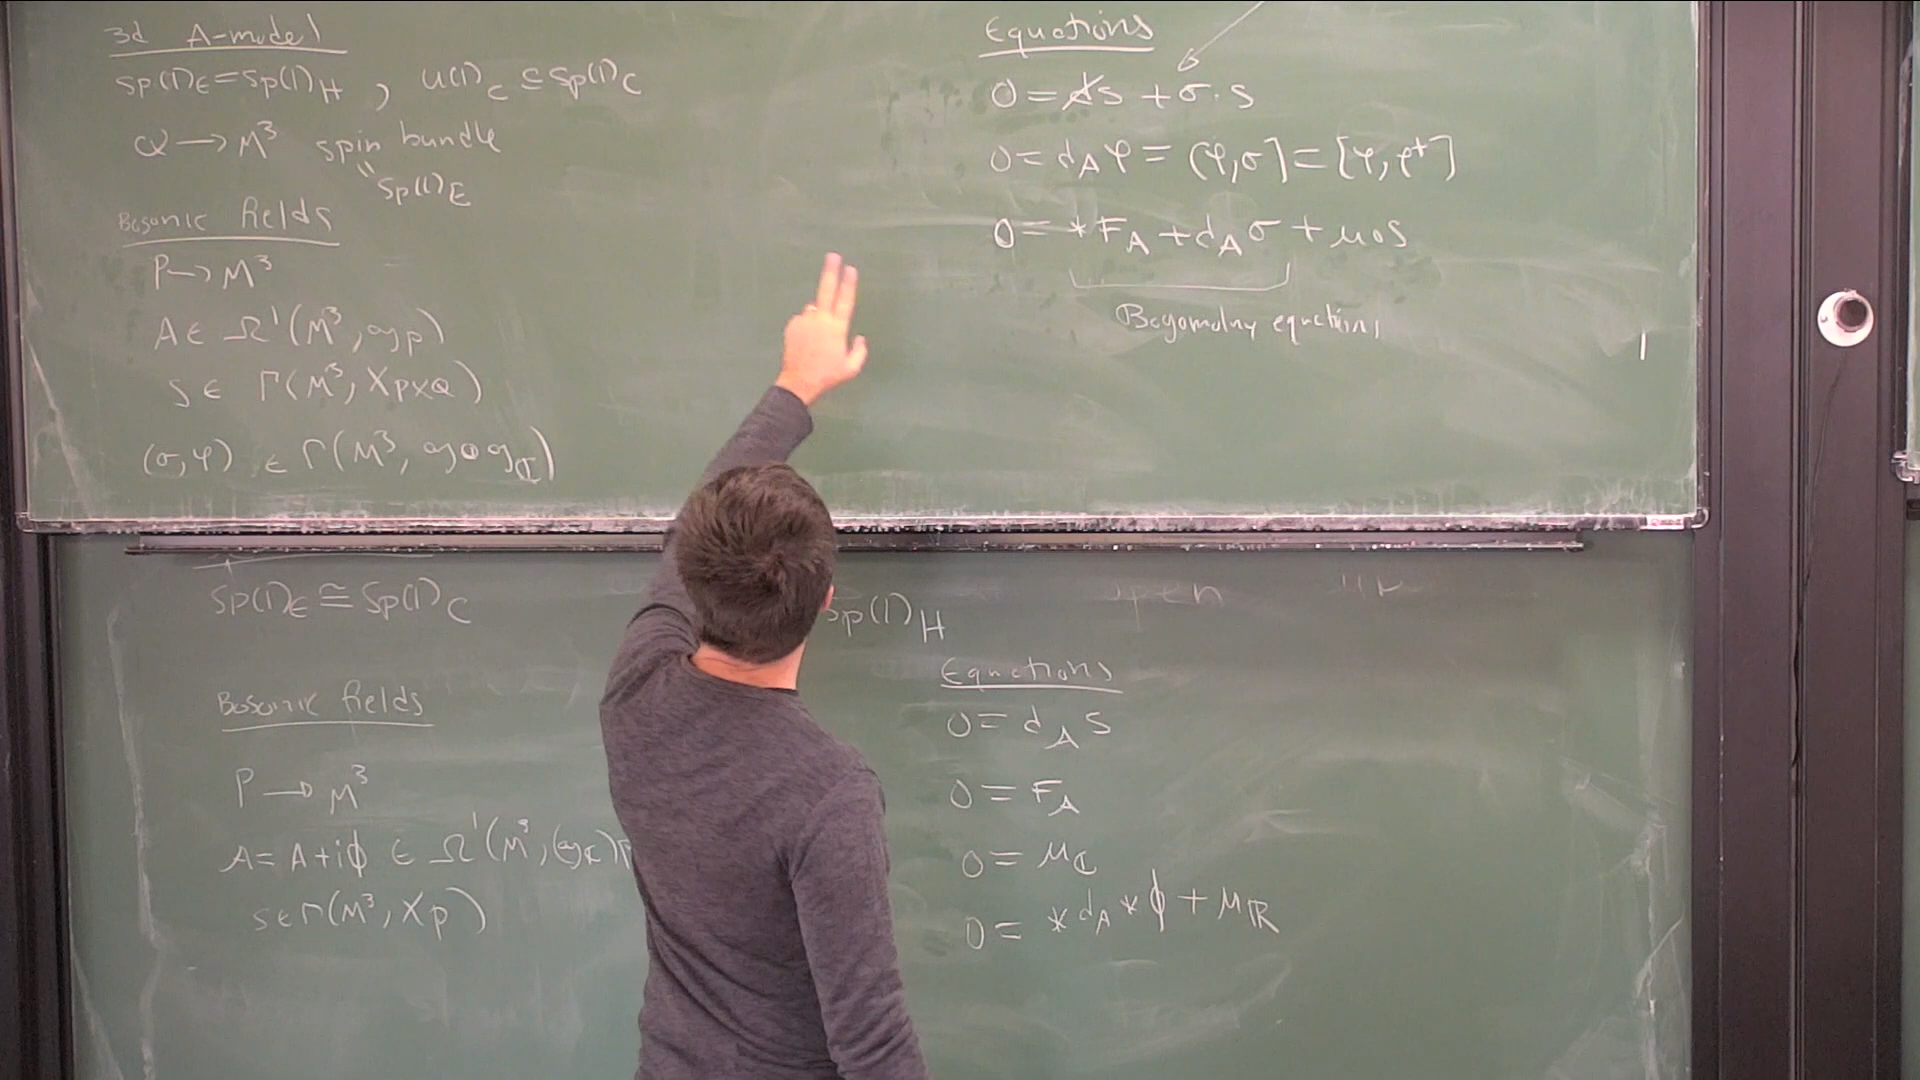 3d A-model
Sp(1)_E = Sp(1)_H , U(1)_C ⊆ Sp(1)_C
Q → M³ spin bundle
" Sp(1)_E
Bosonic fields
P → M³
A ∈ Ω¹(M³, 𝔤_P)
S ∈ Γ(M³, X_{P×Q})
(σ, φ) ∈ Γ(M³, 𝔤⊕𝔤_ℂ)
Equations
0 = d̸_A s + σ·s
0 = d_A φ = [φ, σ] = [φ, φ†]
0 = *F_A + d_A σ + μ∘s
Bogomolny equations
Sp(1)_E ≅ Sp(1)_C
Sp(1)_H
Bosonic fields
P → M³
A = A + iϕ ∈ Ω¹(M³, (𝔤_ℂ)_P
S ∈ Γ(M³, X_P)
Equations
0 = d_A s
0 = F_A
0 = μ_ℂ
0 = * d_A * ϕ + μ_ℝ